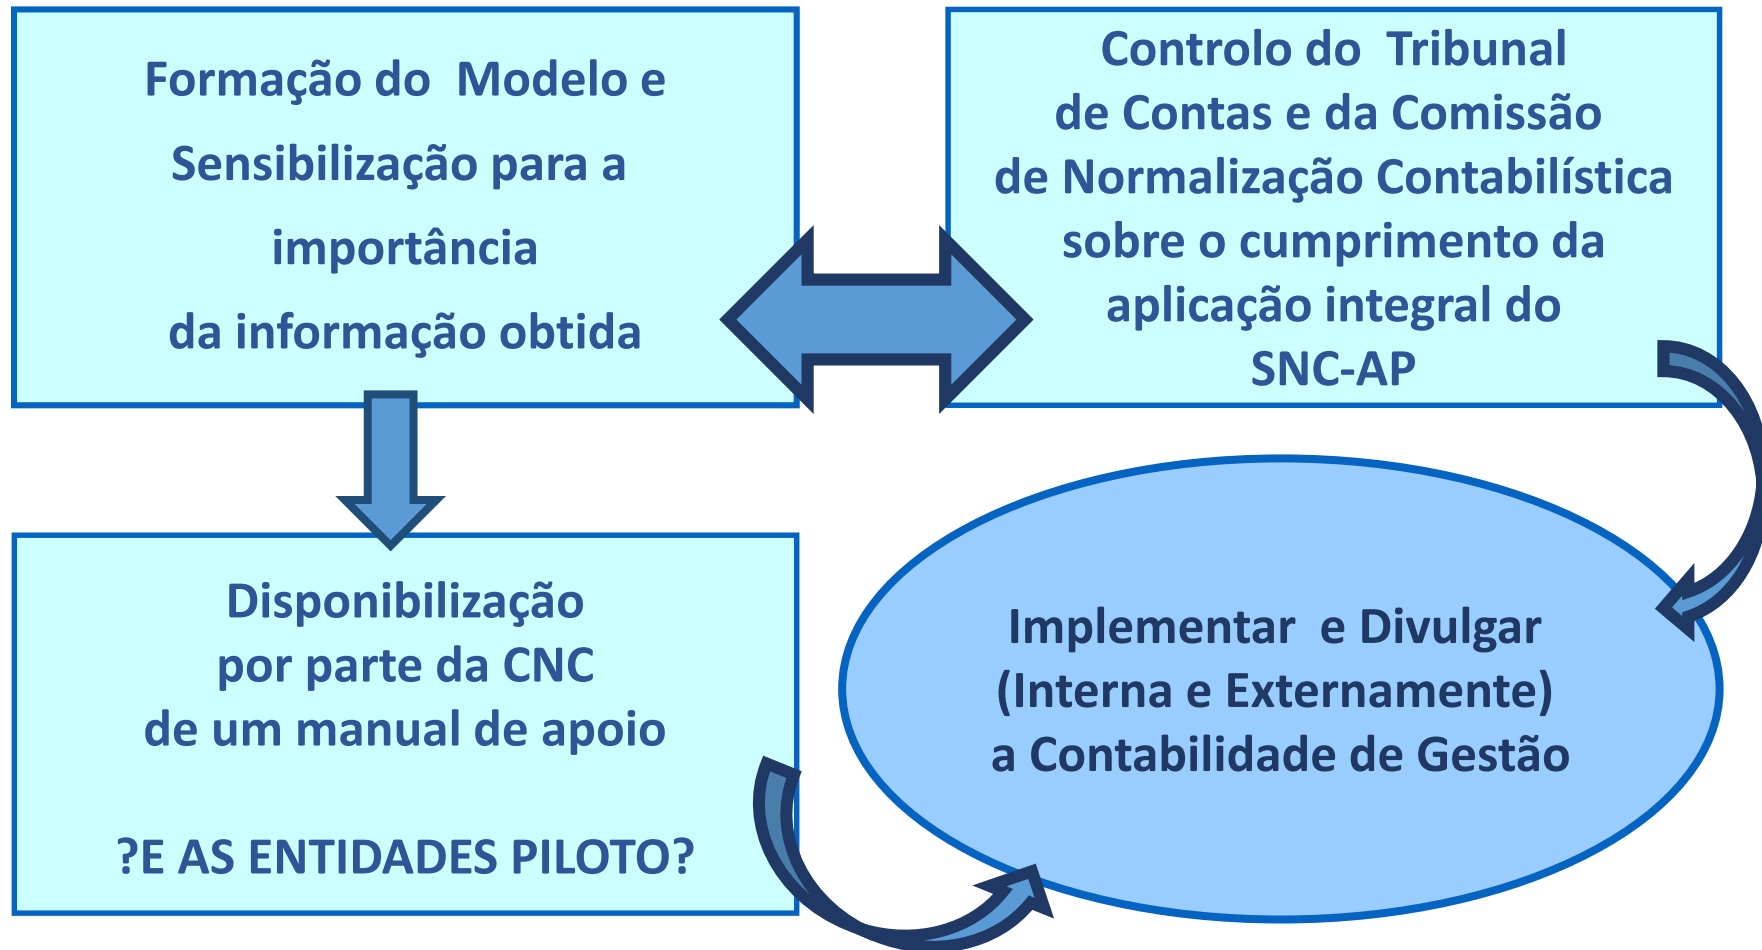 Formação do  Modelo e
Sensibilização para a
importância
da informação obtida
Controlo do  Tribunal
de Contas e da Comissão
de Normalização Contabilística
sobre o cumprimento da
aplicação integral do
SNC-AP
Disponibilização
por parte da CNC
de um manual de apoio
?E AS ENTIDADES PILOTO?
Implementar  e Divulgar
(Interna e Externamente)
a Contabilidade de Gestão